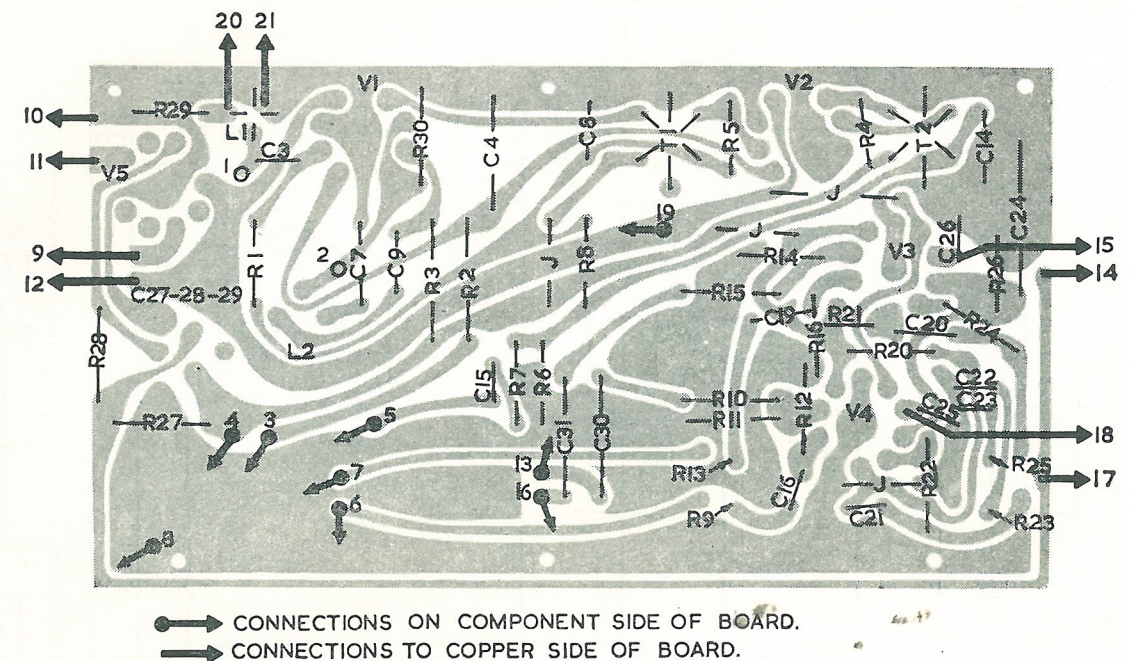 20 21
V1 V2
10 R29 L1 R30 C4 C6 T1 R5 R4 T2 C14
11 V5 1 C3
C24
J
9 R1 2 C7 C9 R3 R2 J R8 19 J R14 V3 C26 15
12 C27-28-29 R15 R26 14
C19 R16 R21 C20 R24
R28 L2 R20
C15 R7 R6 C22
R10 R12 C23
R27 4 3 5 R11 V4 C25 18
C31 C30
7 13 R13 R22 R25 17
6 16 R9 C16 J C21 R23
8
CONNECTIONS ON COMPONENT SIDE OF BOARD.
CONNECTIONS TO COPPER SIDE OF BOARD.